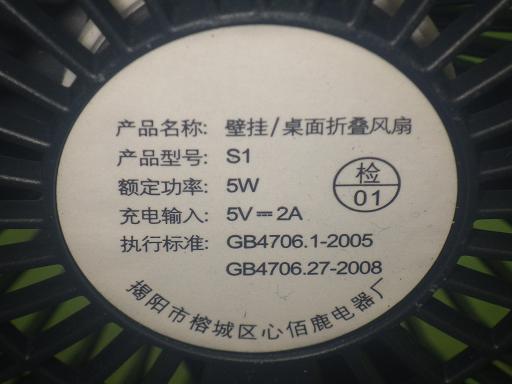 产品名称: 壁挂/桌面折叠风扇
产品型号: S1
额定功率: 5W
检
01
充电输入: 5V⎓2A
执行标准: GB4706.1-2005
GB4706.27-2008
揭阳市榕城区心佰鹿电器厂